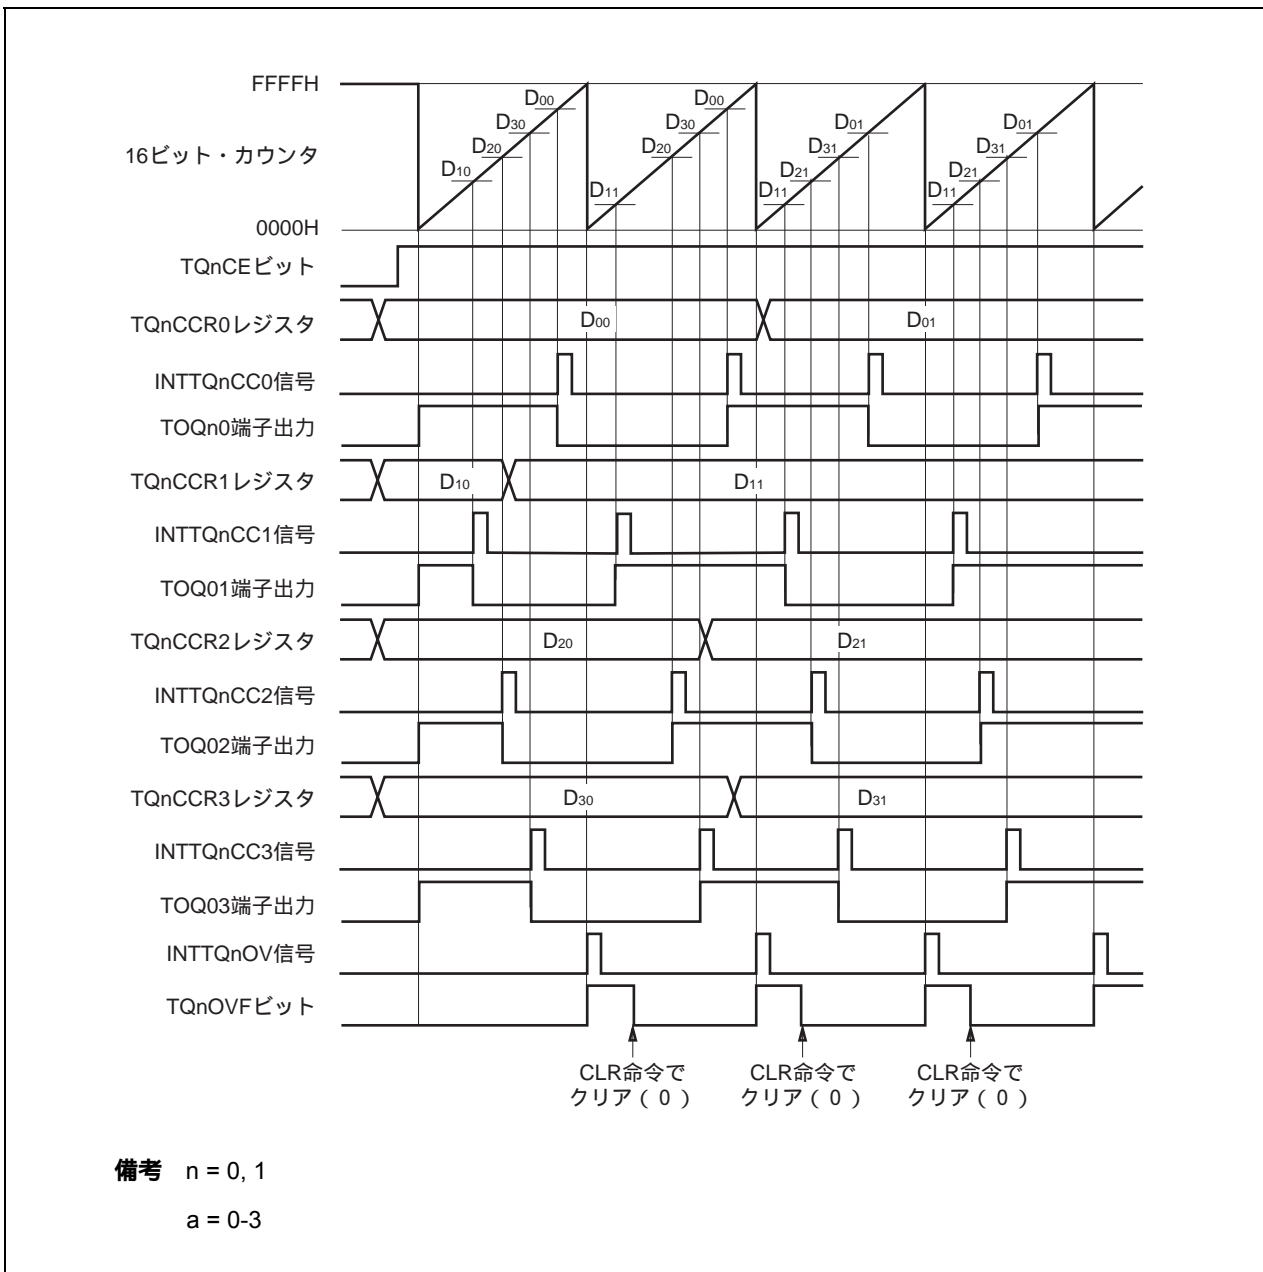 FFFFH
16ビット・カウンタ
0000H
D10
D20
D30
D00
D11
D20
D30
D00
D11
D21
D31
D01
D11
D21
D31
D01
TQnCEビット
TQnCCR0レジスタ
D00
D01
INTTQnCC0信号
TOQn0端子出力
TQnCCR1レジスタ
D10
D11
INTTQnCC1信号
TOQ01端子出力
TQnCCR2レジスタ
D20
D21
INTTQnCC2信号
TOQ02端子出力
TQnCCR3レジスタ
D30
D31
INTTQnCC3信号
TOQ03端子出力
INTTQnOV信号
TQnOVFビット
CLR命令で
クリア(0)
CLR命令で
クリア(0)
CLR命令で
クリア(0)
備考 n = 0, 1
a = 0-3